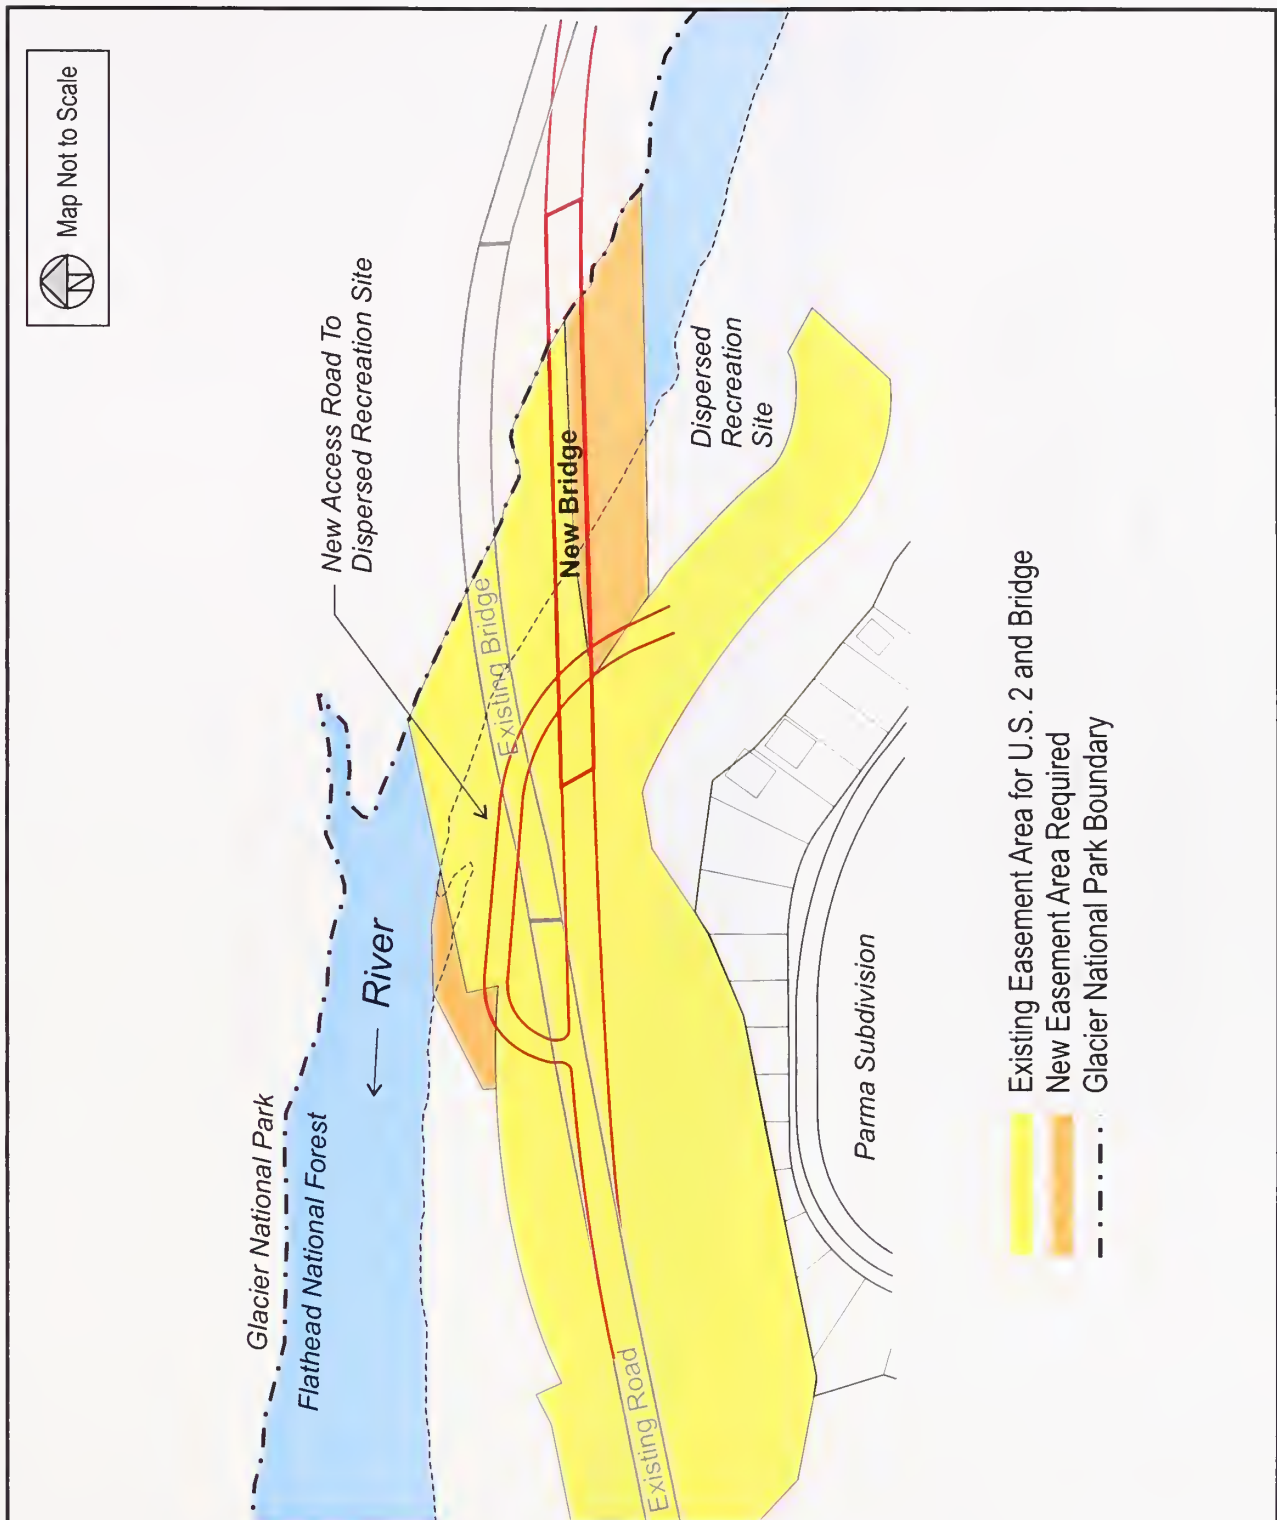 N
Map Not to Scale
New Access Road To
Dispersed Recreation Site
Glacier National Park
Flathead National Forest
← River
Existing Bridge
New Bridge
Dispersed
Recreation
Site
Existing Road
Parma Subdivision
Existing Easement Area for U.S. 2 and Bridge
New Easement Area Required
Glacier National Park Boundary